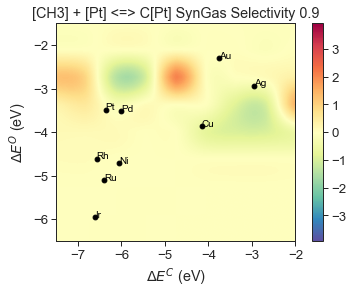 [CH3] + [Pt] <=> C[Pt] SynGas Selectivity 0.9
ΔE^O (eV)
−2
−3
−4
−5
−6
Au
Ag
Pt
Pd
Cu
Rh
Ni
Ru
Ir
−7 −6 −5 −4 −3 −2
ΔE^C (eV)
3
2
1
0
−1
−2
−3